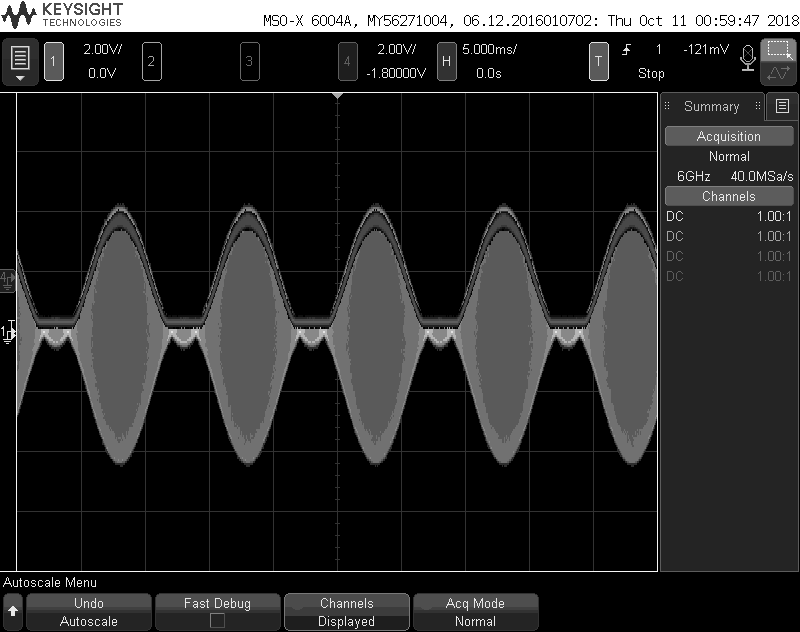 KEYSIGHT
TECHNOLOGIES
MSO-X 6004A, MY56271004, 06.12.2016010702: Thu Oct 11 00:59:47 2018
1 2.00V/ 2 3 4 2.00V/ H 5.000ms/ T 1 -121mV
0.0V -1.80000V 0.0s Stop
Summary
Acquisition
Normal
6GHz 40.0MSa/s
Channels
DC 1.00:1
DC 1.00:1
DC 1.00:1
DC 1.00:1
4
T
1
Autoscale Menu
Undo
Autoscale
Fast Debug
Channels
Displayed
Acq Mode
Normal